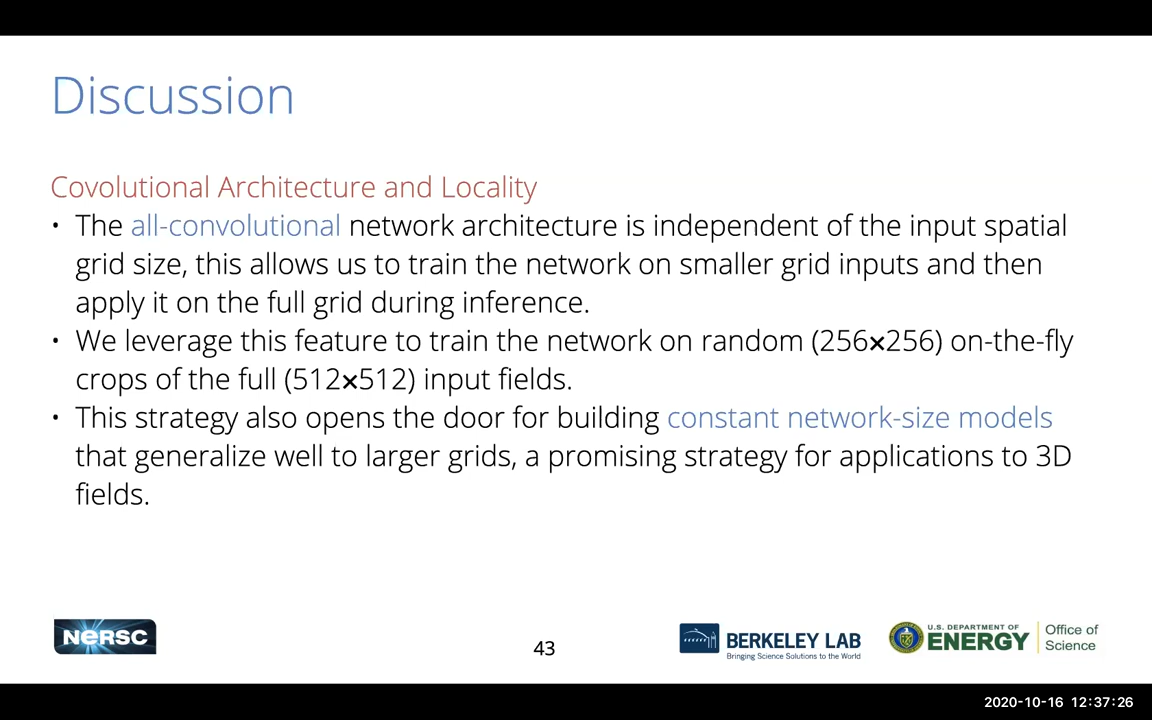 Discussion
Covolutional Architecture and Locality
• The all-convolutional network architecture is independent of the input spatial
grid size, this allows us to train the network on smaller grid inputs and then
apply it on the full grid during inference.
• We leverage this feature to train the network on random (256×256) on-the-fly
crops of the full (512×512) input fields.
• This strategy also opens the door for building constant network-size models
that generalize well to larger grids, a promising strategy for applications to 3D
fields.
NERSC
43
BERKELEY LAB
Bringing Science Solutions to the World
U.S. DEPARTMENT OF
ENERGY
Office of
Science
2020-10-16 12:37:26